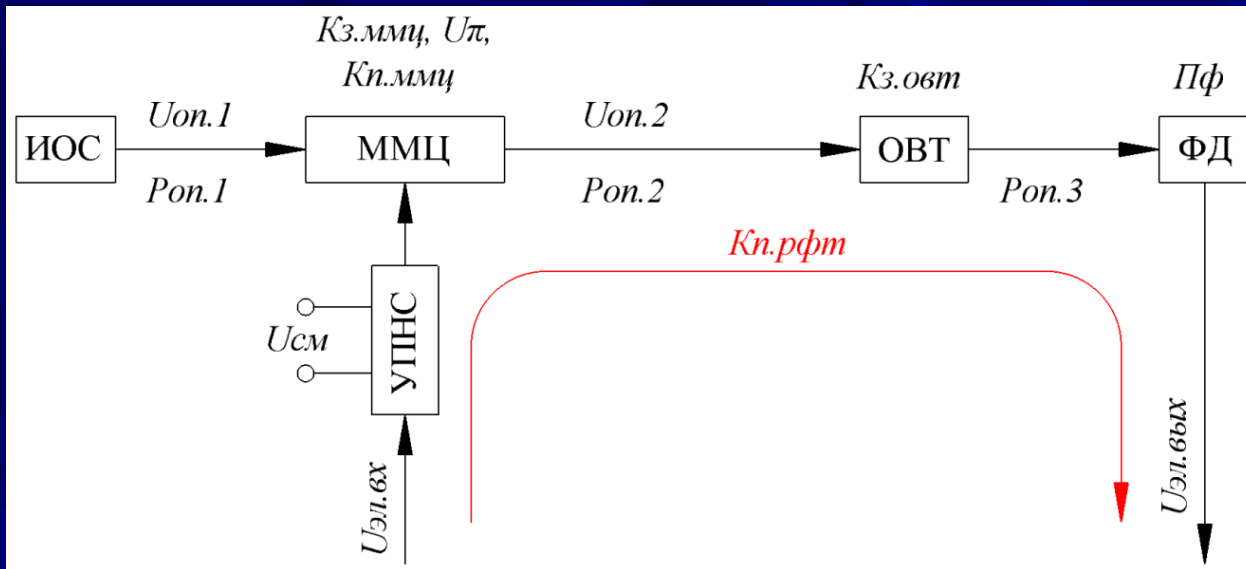 Кз.ммц, Uπ,
Кп.ммц
Кз.овт
Пф
Uоп.1
Uоп.2
ИОС
ММЦ
ОВТ
ФД
Роп.1
Роп.2
Роп.3
Кп.рфт
УПНС
Uсм
Uэл.вх
Uэл.вых